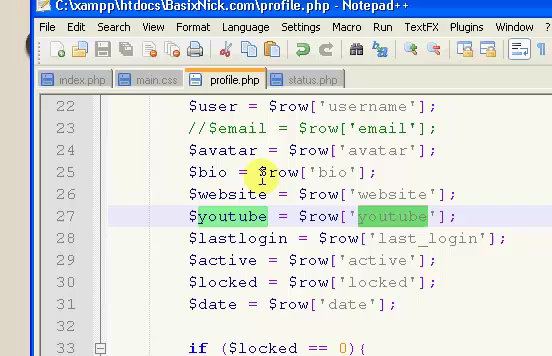 C:\xampp\htdocs\BasixNick.com\profile.php - Notepad++
File Edit Search View Format Language Settings Macro Run TextFX Plugins Window
index.php main.css profile.php status.php
22 $user = $row['username'];
23 //$email = $row['email'];
24 $avatar = $row['avatar'];
25 $bio = $row['bio'];
26 $website = $row['website'];
27 $youtube = $row['youtube'];
28 $lastlogin = $row['last_login'];
29 $active = $row['active'];
30 $locked = $row['locked'];
31 $date = $row['date'];
32
33 if ($locked == 0){